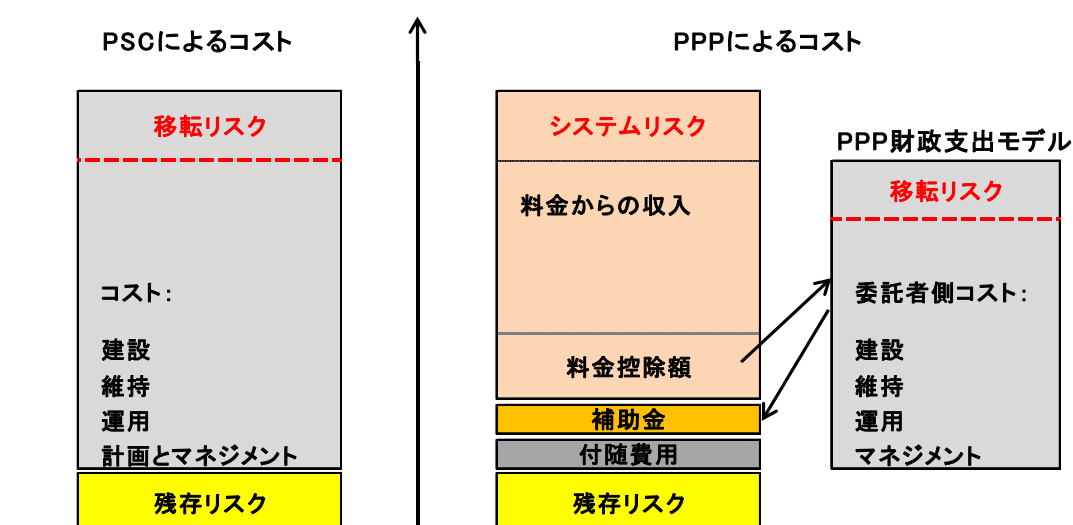 PSCによるコスト
移転リスク
コスト：
建設
維持
運用
計画とマネジメント
残存リスク
PPPによるコスト
システムリスク
料金からの収入
料金控除額
補助金
付随費用
残存リスク
PPP財政支出モデル
移転リスク
委託者側コスト：
建設
維持
運用
マネジメント